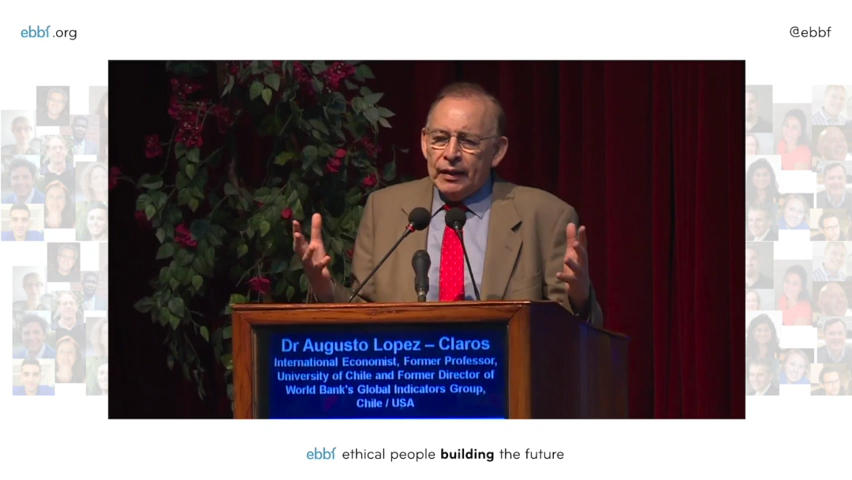 ebbf.org
@ebbf
Dr Augusto Lopez – Claros
International Economist, Former Professor,
University of Chile and Former Director of
World Bank's Global Indicators Group,
Chile / USA
ebbf ethical people building the future